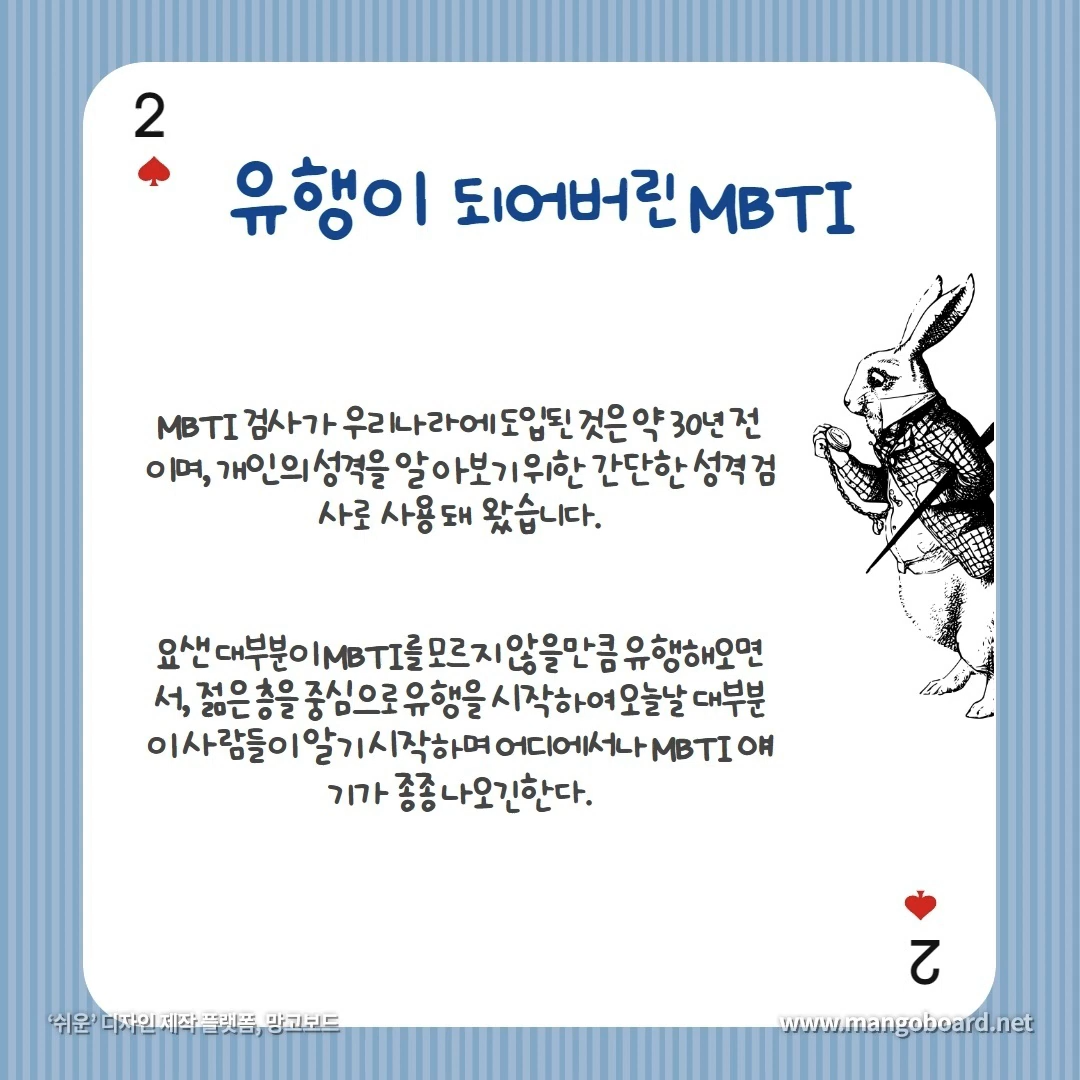 2
유행이 되어버린 MBTI
MBTI 검사가 우리나라에 도입된 것은 약 30년 전
이며, 개인의 성격을 알아보기 위한 간단한 성격 검
사로 사용돼 왔습니다.
요샌 대부분이 MBTI를 모르지 않을만큼 유행해오면
서, 젊은 층을 중심으로 유행을 시작하여 오늘날 대부분
이 사람들이 알기 시작하며 어디에서나 MBTI 얘
기가 종종 나오긴한다.
2
‘쉬운’ 디자인 제작 플랫폼, 망고보드
www.mangoboard.net